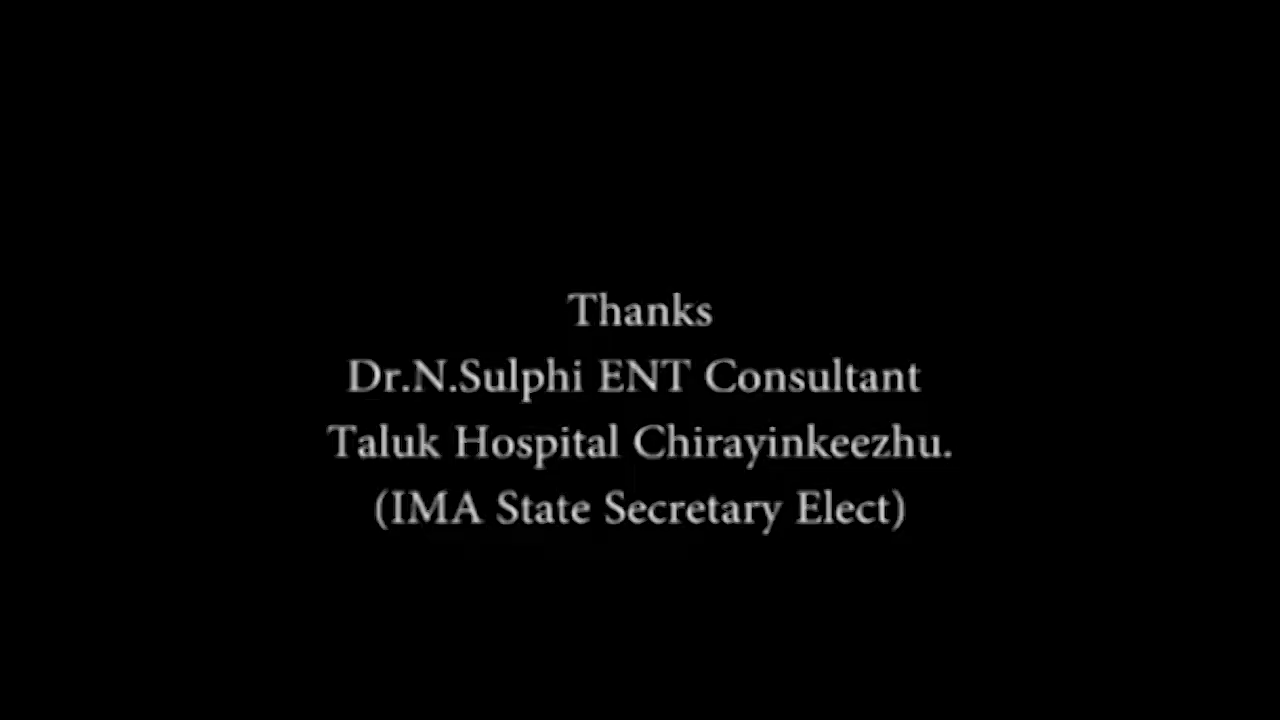 Thanks
Dr.N.Sulphi ENT Consultant
Taluk Hospital Chirayinkeezhu.
(IMA State Secretary Elect)